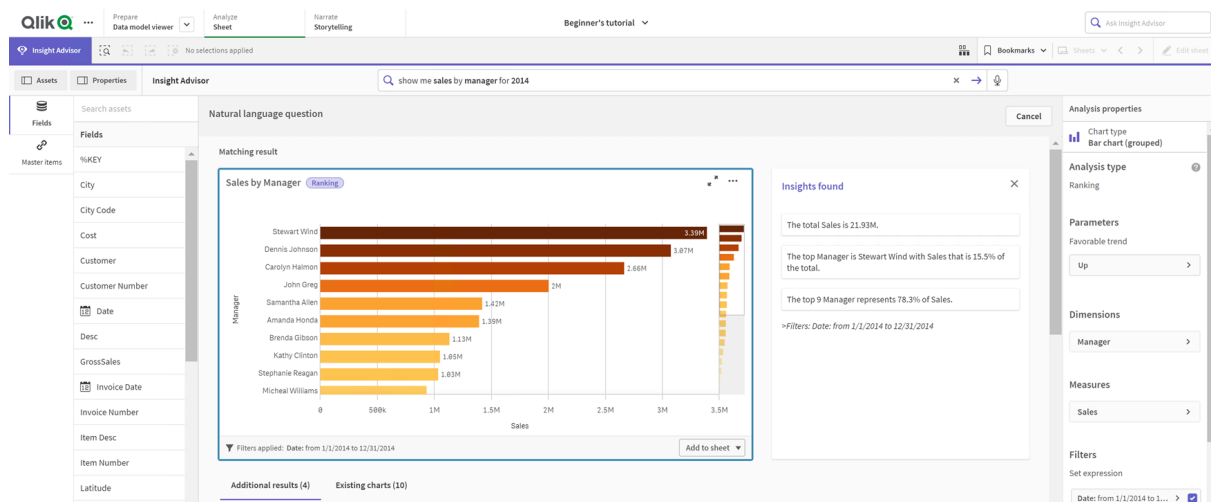 Qlik
Prepare
Data model viewer
Analyze
Sheet
Narrate
Storytelling
Beginner's tutorial
Ask Insight Advisor
Insight Advisor
No selections applied
Bookmarks
Sheets
Edit sheet
Assets
Properties
Insight Advisor
show me sales by manager for 2014
Fields
Master items
Search assets
Fields
%KEY
City
City Code
Cost
Customer
Customer Number
Date
Desc
GrossSales
Invoice Date
Invoice Number
Item Desc
Item Number
Latitude
Natural language question
Cancel
Matching result
Sales by Manager
Ranking
Manager
Stewart Wind 3.39M
Dennis Johnson 3.07M
Carolyn Halmon 2.66M
John Greg 2M
Samantha Allen 1.42M
Amanda Honda 1.39M
Brenda Gibson 1.13M
Kathy Clinton 1.05M
Stephanie Reagan 1.03M
Micheal Williams
0 500k 1M 1.5M 2M 2.5M 3M 3.5M
Sales
Filters applied: Date: from 1/1/2014 to 12/31/2014
Add to sheet
Additional results (4)
Existing charts (10)
Insights found
The total Sales is 21.93M.
The top Manager is Stewart Wind with Sales that is 15.5% of
the total.
The top 9 Manager represents 78.3% of Sales.
>Filters: Date: from 1/1/2014 to 12/31/2014
Analysis properties
Chart type
Bar chart (grouped)
Analysis type
Ranking
Parameters
Favorable trend
Up
Dimensions
Manager
Measures
Sales
Filters
Set expression
Date: from 1/1/2014 to 1...